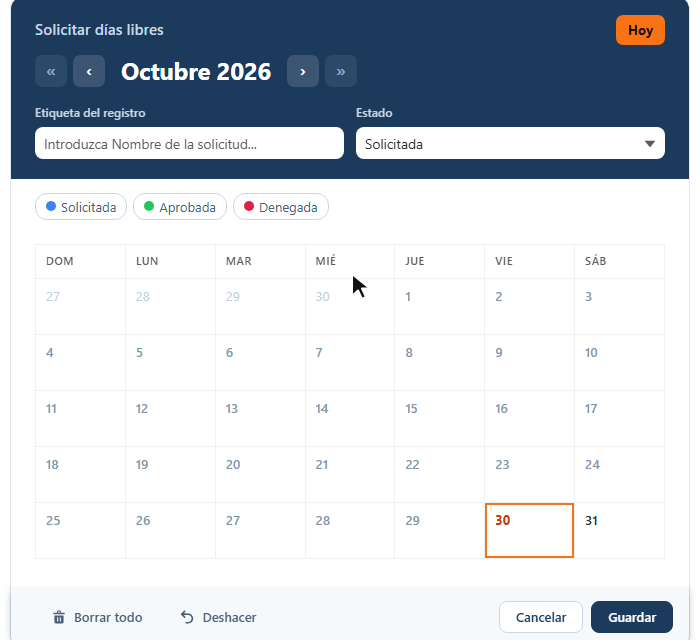 Solicitar días libres
Hoy
« ‹ Octubre 2026 › »
Etiqueta del registro Estado
Introduzca Nombre de la solicitud... Solicitada
Solicitada Aprobada Denegada
DOM LUN MAR MIÉ JUE VIE SÁB
27 28 29 30 1 2 3
4 5 6 7 8 9 10
11 12 13 14 15 16 17
18 19 20 21 22 23 24
25 26 27 28 29 30 31
Borrar todo Deshacer Cancelar Guardar